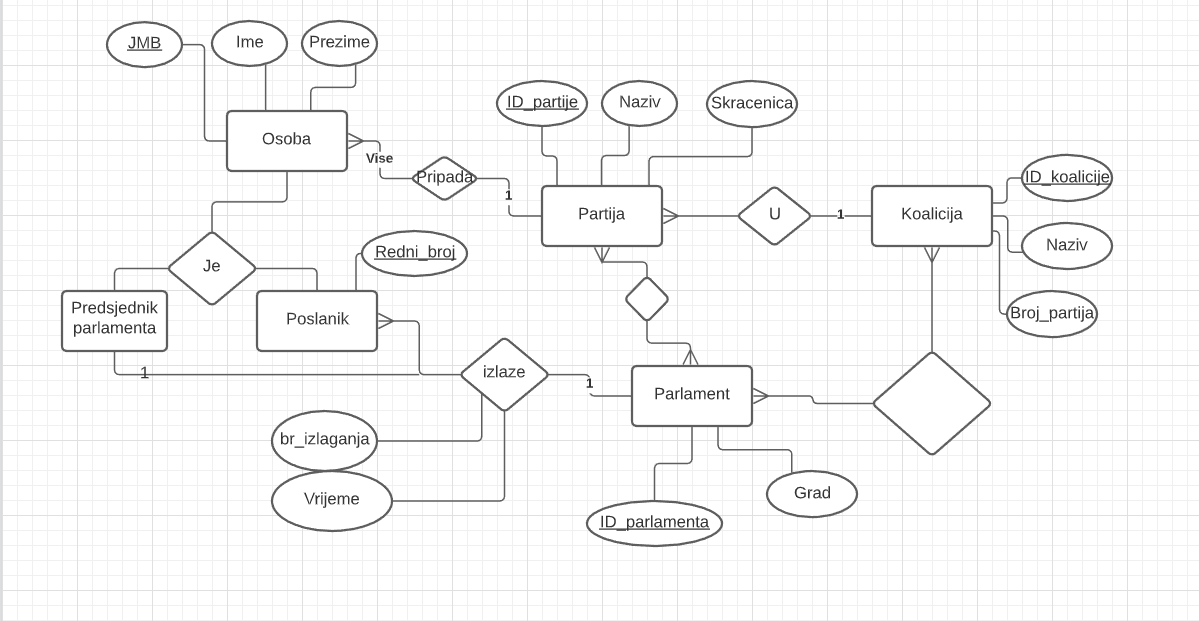 JMB
Ime
Prezime
Osoba
Vise
Pripada
1
ID_partije
Naziv
Skracenica
Partija
U
1
Koalicija
ID_koalicije
Naziv
Broj_partija
Je
Redni_broj
Predsjednik
parlamenta
Poslanik
1
izlaze
1
Parlament
br_izlaganja
Vrijeme
ID_parlamenta
Grad